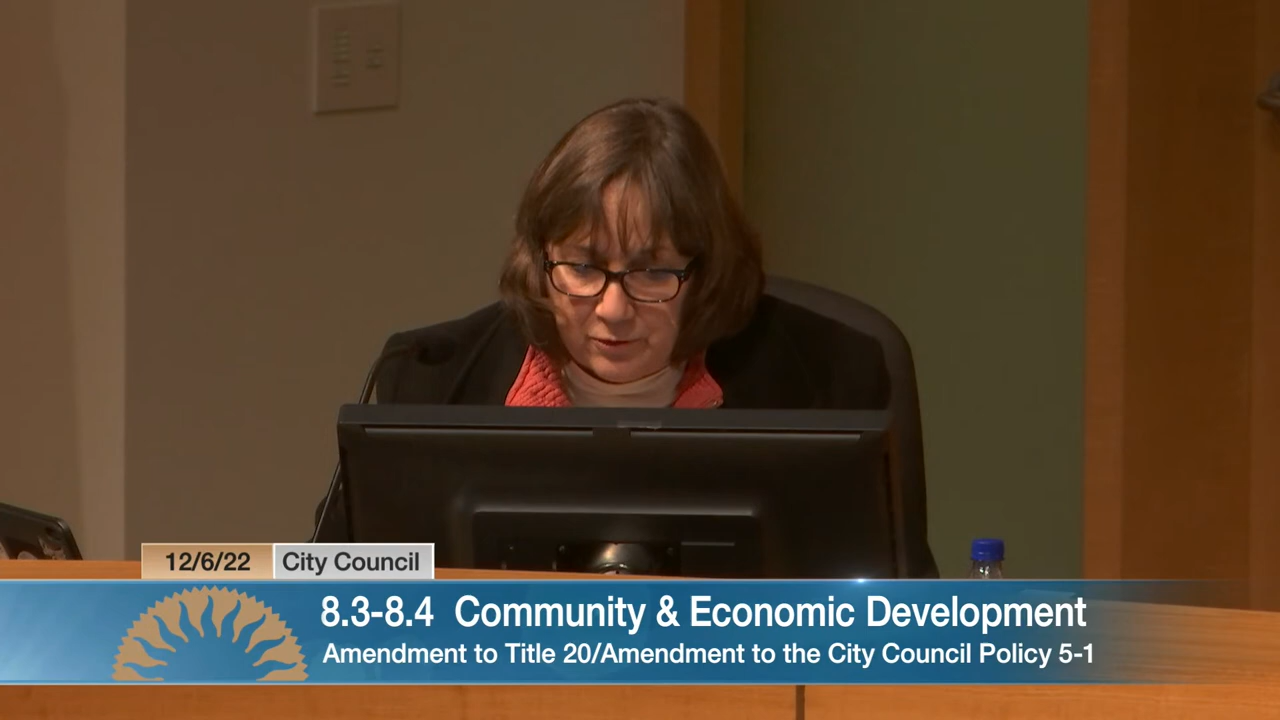 12/6/22 City Council
8.3-8.4 Community & Economic Development
Amendment to Title 20/Amendment to the City Council Policy 5-1